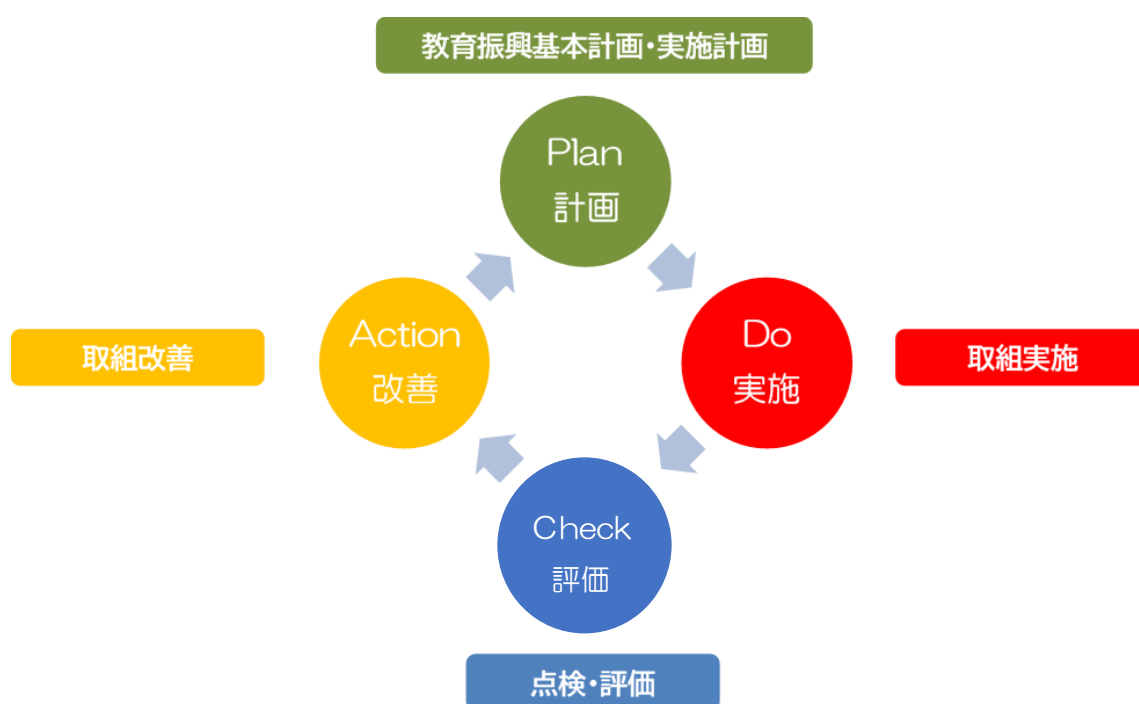 教育振興基本計画・実施計画
Plan
計画
Action
改善
Do
実施
取組改善
取組実施
Check
評価
点検・評価